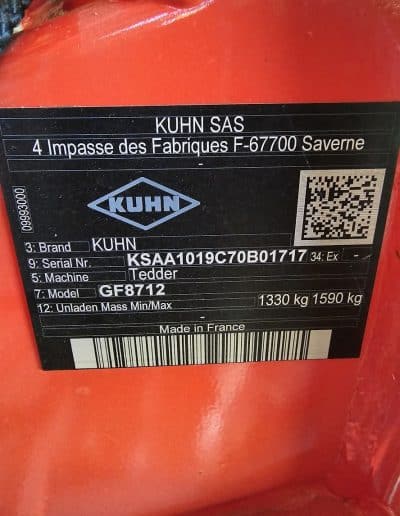 KUHN SAS
4 Impasse des Fabriques F-67700 Saverne
-
09993000
KUHN
3: Brand KUHN
9: Serial Nr. KSAA1019C70B01717 34: Ex -
5: Machine Tedder
7: Model GF8712
12: Unladen Mass Min/Max 1330 kg 1590 kg
-
Made in France